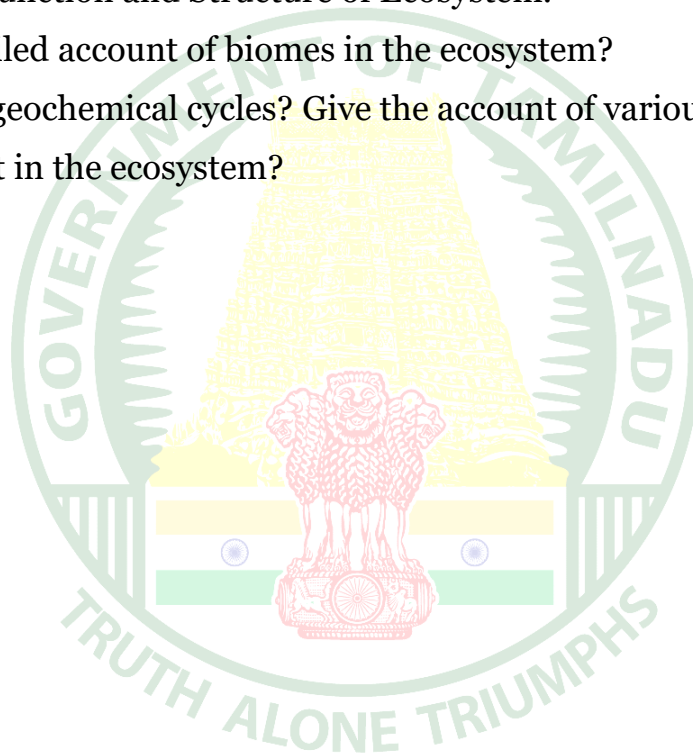 unction and Structure of Ecosystem.
led account of biomes in the ecosystem?
geochemical cycles? Give the account of variou
t in the ecosystem?
GOVERNMENT OF TAMILNADU
TRUTH ALONE TRIUMPHS